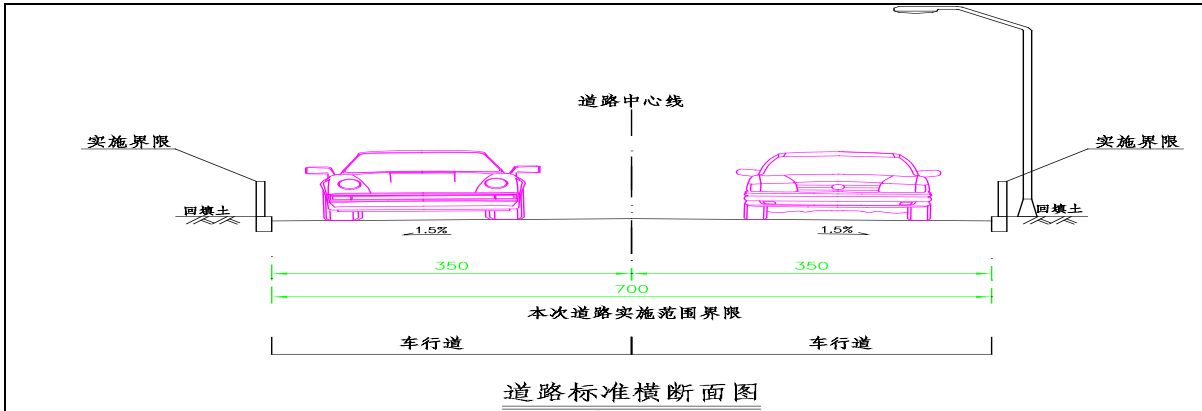 道路中心线
实施界限
实施界限
回填土
回填土
1.5%
1.5%
350
350
700
本次道路实施范围界限
车行道
车行道
道路标准横断面图